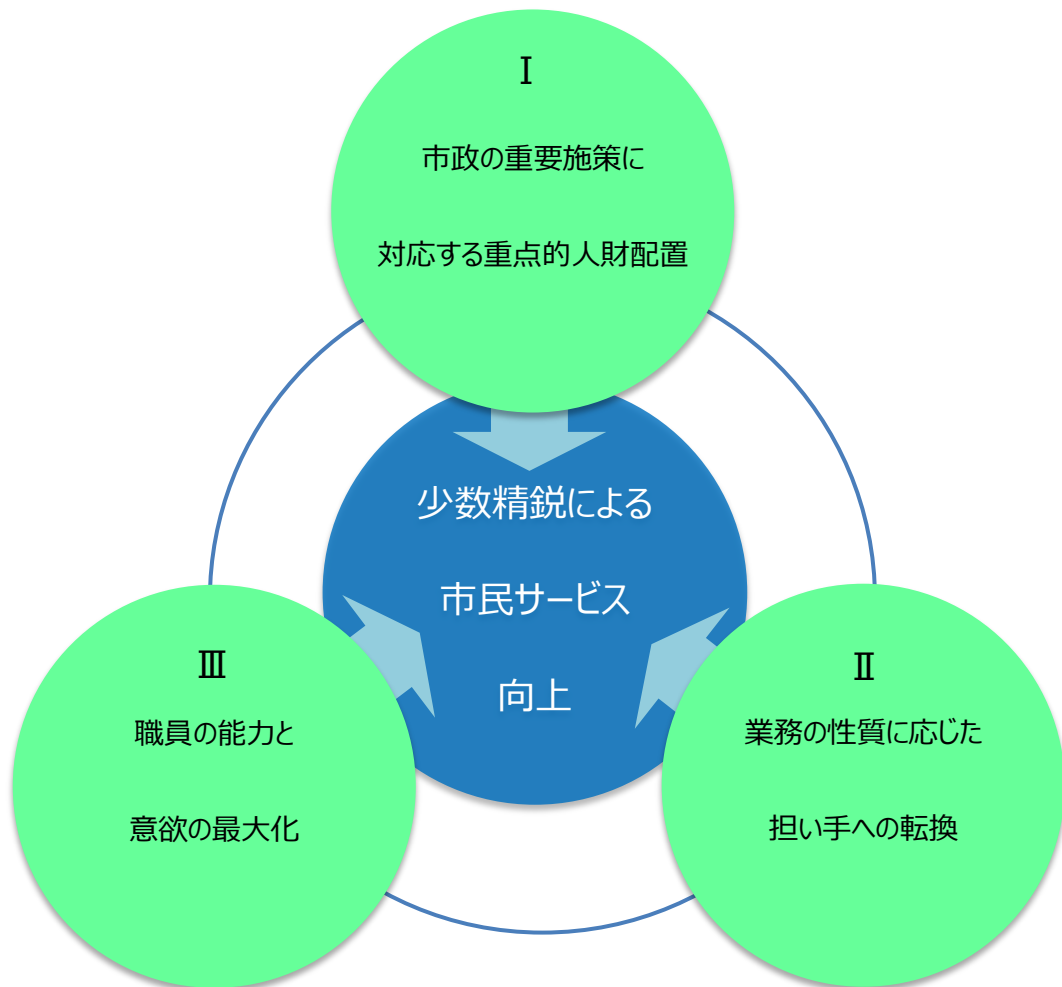 Ⅰ
市政の重要施策に
対応する重点的人財配置
少数精鋭による
市民サービス
向上
Ⅱ
業務の性質に応じた
担い手への転換
Ⅲ
職員の能力と
意欲の最大化